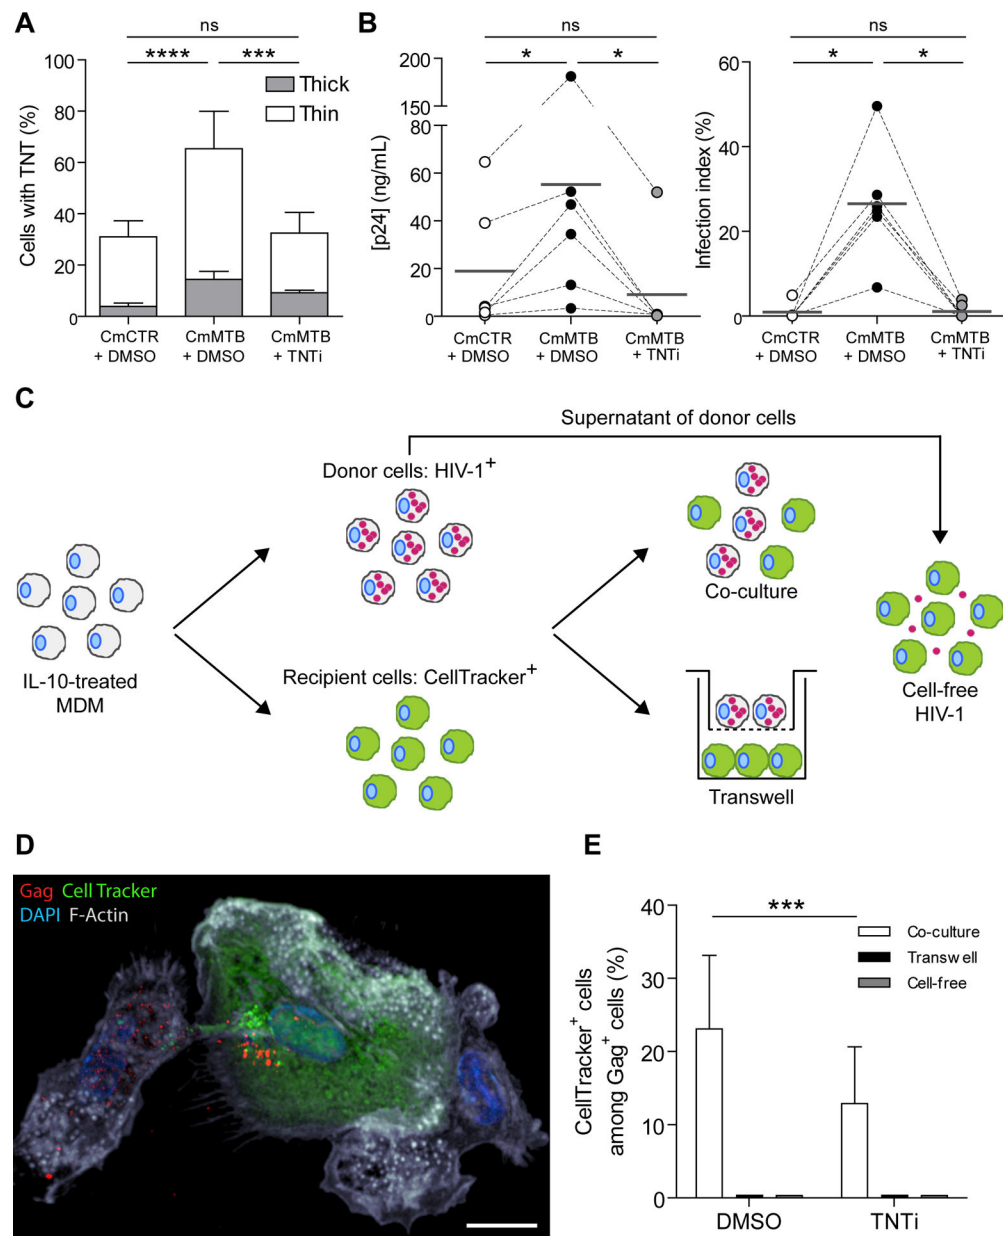 A
ns
****
***
100
80
60
40
20
0
Cells with TNT (%)
Thick
Thin
CmCTR
+ DMSO
CmMTB
+ DMSO
CmMTB
+ TNTi
B
ns
*
*
200
150
80
60
40
20
0
[p24] (ng/mL)
CmCTR
+ DMSO
CmMTB
+ DMSO
CmMTB
+ TNTi
ns
*
*
60
40
20
0
Infection index (%)
CmCTR
+ DMSO
CmMTB
+ DMSO
CmMTB
+ TNTi
C
Supernatant of donor cells
Donor cells: HIV-1⁺
IL-10-treated
MDM
Recipient cells: CellTracker⁺
Co-culture
Transwell
Cell-free
HIV-1
D
Gag Cell Tracker
DAPI F-Actin
E
***
40
30
20
10
0
CellTracker⁺ cells
among Gag⁺ cells (%)
Co-culture
Transwell
Cell-free
DMSO
TNTi